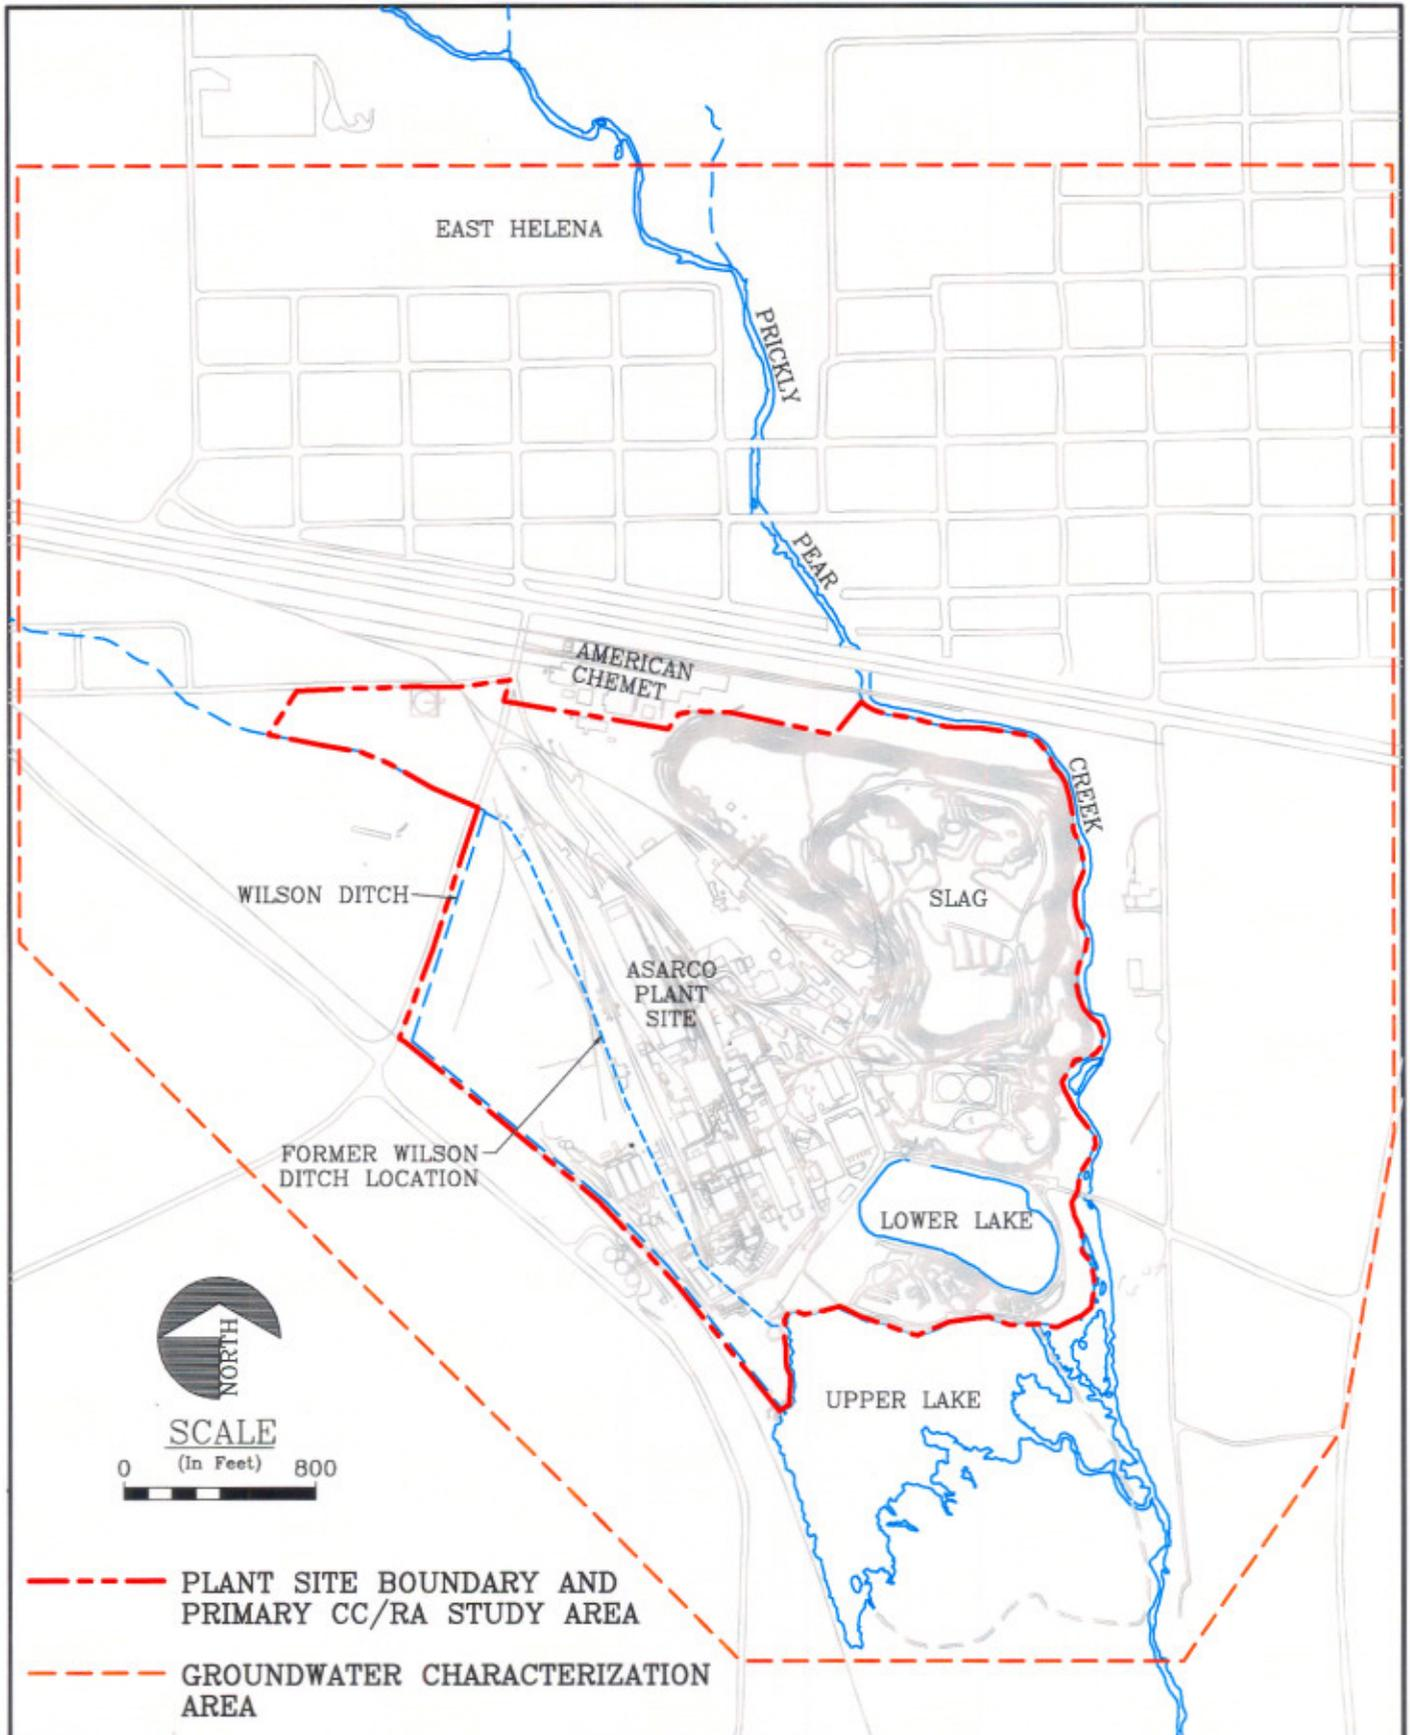 EAST HELENA
PRICKLY
PEAR
AMERICAN
CHEMET
CREEK
WILSON DITCH
SLAG
ASARCO
PLANT
SITE
FORMER WILSON
DITCH LOCATION
LOWER LAKE
NORTH
UPPER LAKE
SCALE
(In Feet)
0 800
PLANT SITE BOUNDARY AND
PRIMARY CC/RA STUDY AREA
GROUNDWATER CHARACTERIZATION
AREA